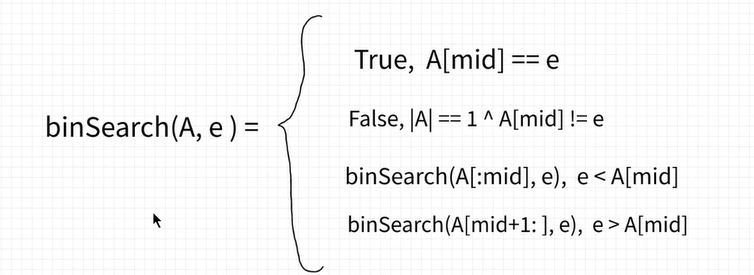 True, A[mid] == e
False, |A| == 1 ^ A[mid] != e
binSearch(A, e ) =
binSearch(A[:mid], e), e < A[mid]
binSearch(A[mid+1: ], e), e > A[mid]